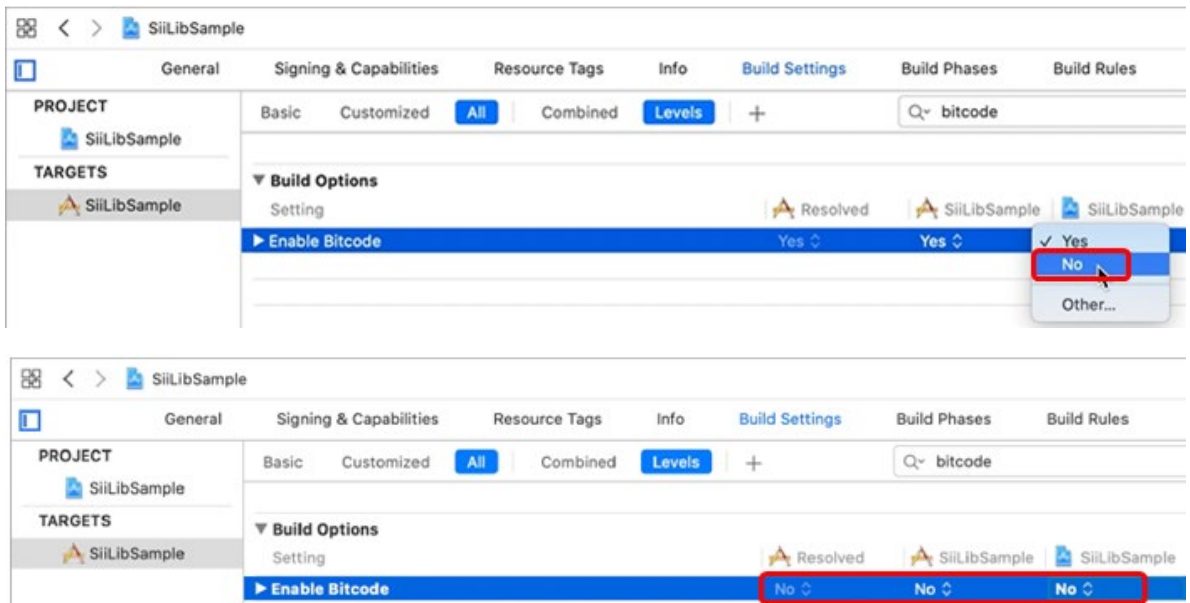 SiiLibSample
General Signing & Capabilities Resource Tags Info Build Settings Build Phases Build Rules
PROJECT Basic Customized All Combined Levels + bitcode
SiiLibSample
TARGETS
Build Options
SiiLibSample Setting Resolved SiiLibSample SiiLibSample
Enable Bitcode Yes Yes ✓ Yes
No
Other...
SiiLibSample
General Signing & Capabilities Resource Tags Info Build Settings Build Phases Build Rules
PROJECT Basic Customized All Combined Levels + bitcode
SiiLibSample
TARGETS
Build Options
SiiLibSample Setting Resolved SiiLibSample SiiLibSample
Enable Bitcode No No No